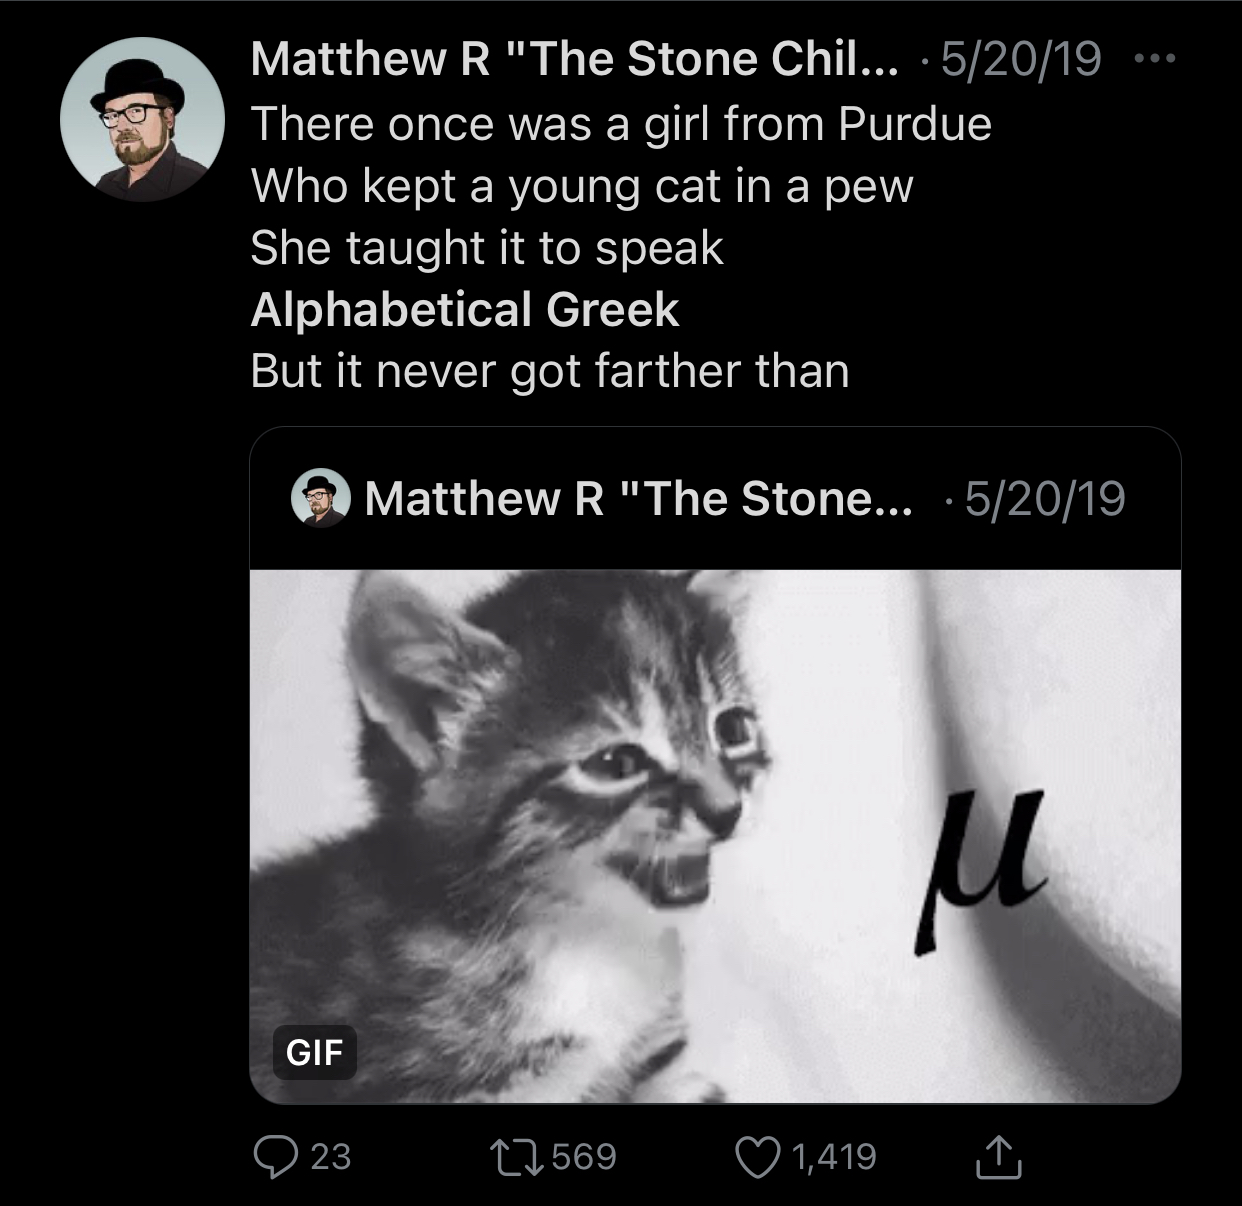 Matthew R "The Stone Chil... · 5/20/19 •••
There once was a girl from Purdue
Who kept a young cat in a pew
She taught it to speak
Alphabetical Greek
But it never got farther than
Matthew R "The Stone... · 5/20/19
μ
GIF
23 569 1,419